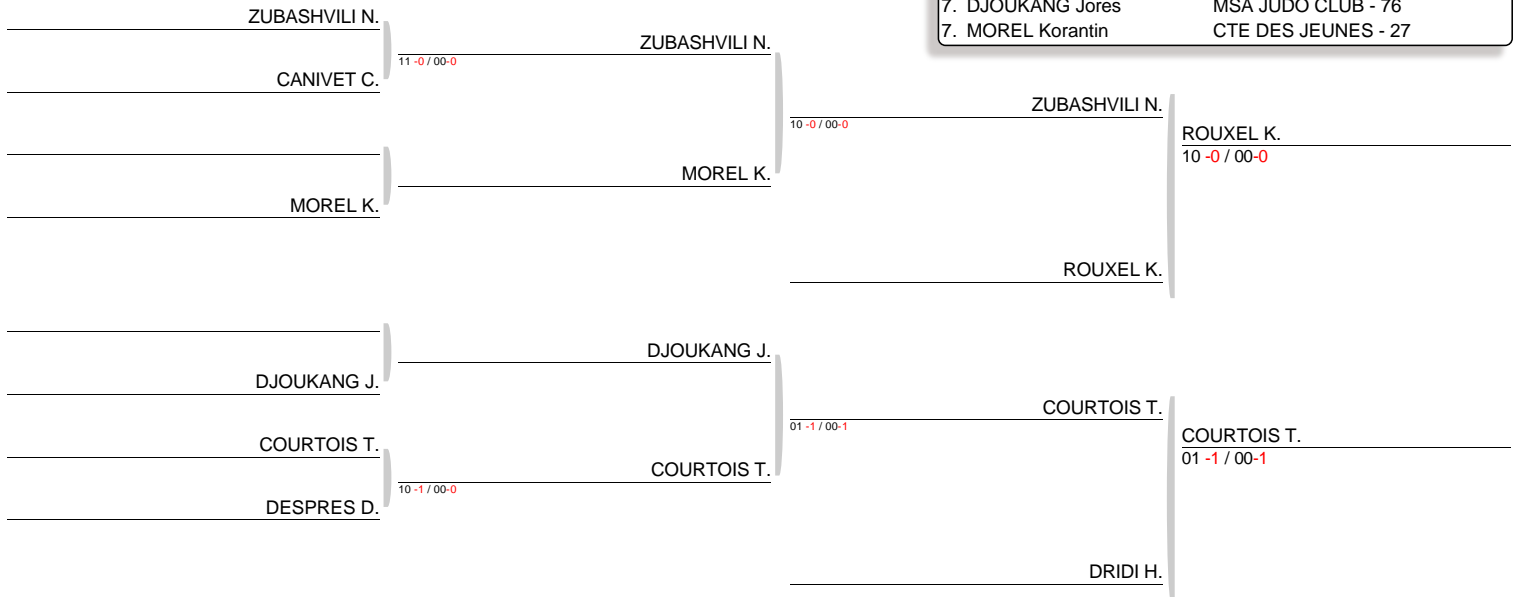 7. DJOUKANG Jores MSA JUDO CLUB - 76
7. MOREL Korantin CTE DES JEUNES - 27
ZUBASHVILI N.
CANIVET C.
MOREL K.
DJOUKANG J.
COURTOIS T.
DESPRES D.
ZUBASHVILI N.
11 -0 / 00-0
MOREL K.
DJOUKANG J.
COURTOIS T.
10 -1 / 00-0
ZUBASHVILI N.
10 -0 / 00-0
ROUXEL K.
COURTOIS T.
01 -1 / 00-1
DRIDI H.
ROUXEL K.
10 -0 / 00-0
COURTOIS T.
01 -1 / 00-1